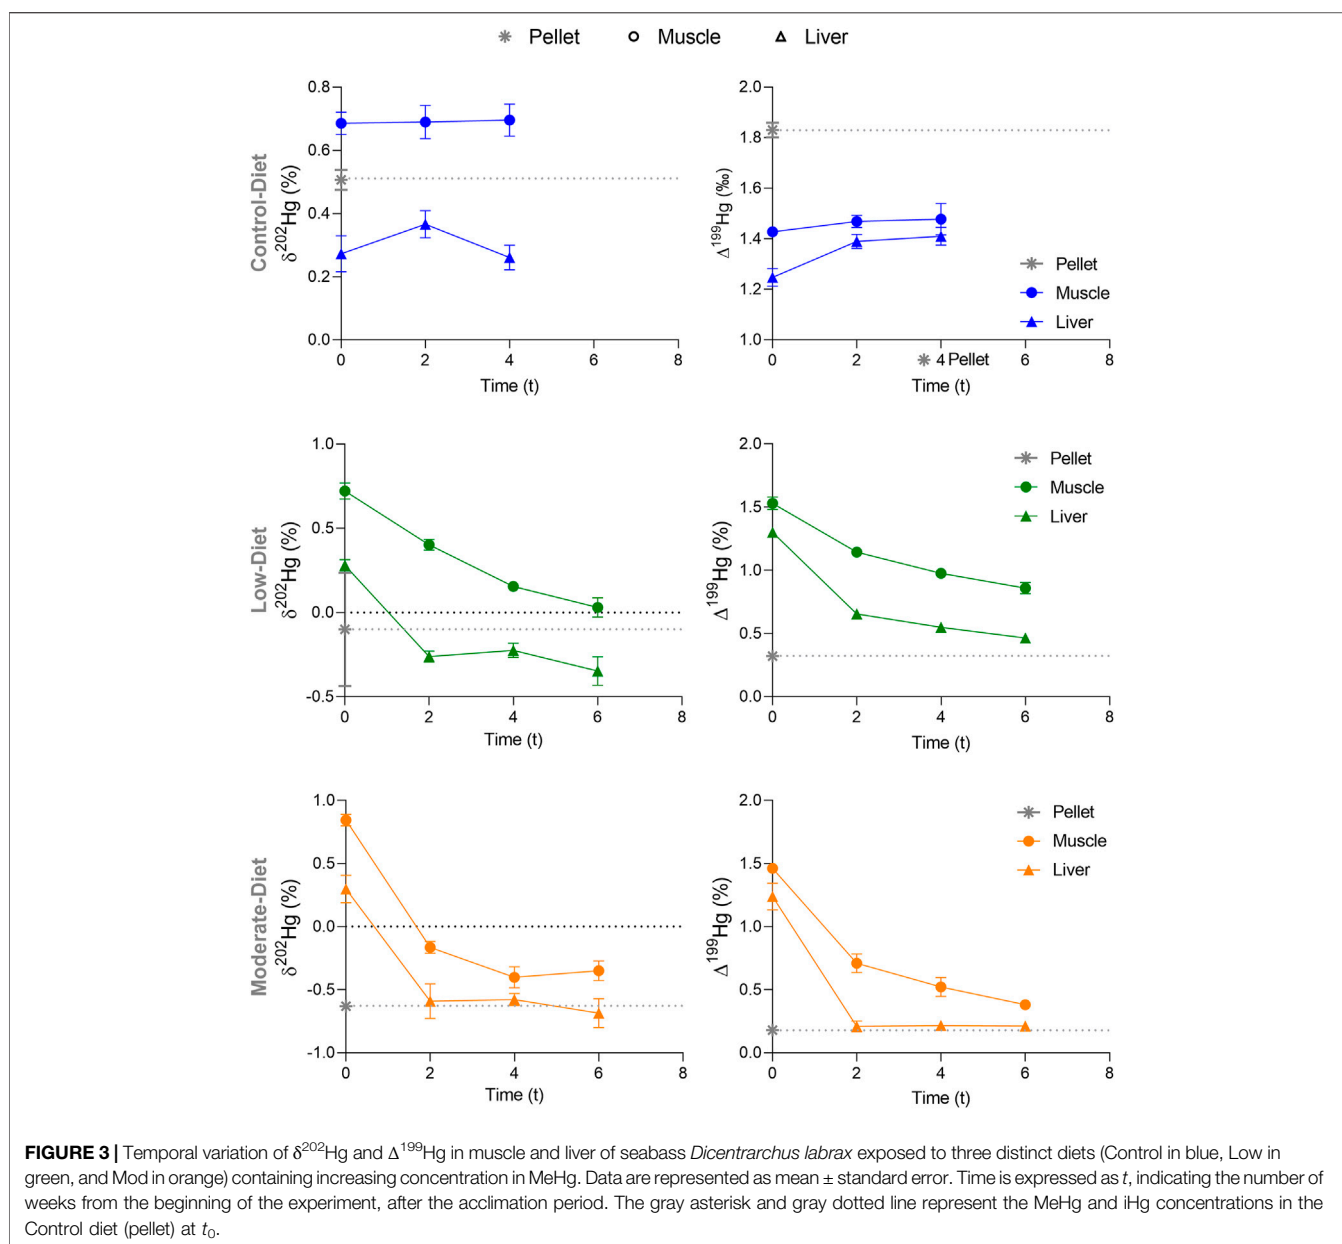 Pellet Muscle Liver
Control-Diet
δ202Hg (%)
0.8
0.6
0.4
0.2
0.0
0 2 4 6 8
Time (t)
Δ199Hg (‰)
2.0
1.8
1.6
1.4
1.2
1.0
Pellet
Muscle
Liver
0 2 4 6 8
4 Pellet
Time (t)
Low-Diet
δ202Hg (%)
1.0
0.5
0.0
-0.5
0 2 4 6 8
Time (t)
Δ199Hg (%)
2.0
1.5
1.0
0.5
0.0
Pellet
Muscle
Liver
0 2 4 6 8
Time (t)
Moderate-Diet
δ202Hg (%)
1.0
0.5
0.0
-0.5
-1.0
0 2 4 6 8
Time (t)
Δ199Hg (%)
2.0
1.5
1.0
0.5
0.0
Pellet
Muscle
Liver
0 2 4 6 8
Time (t)
FIGURE 3 | Temporal variation of δ202Hg and Δ199Hg in muscle and liver of seabass Dicentrarchus labrax exposed to three distinct diets (Control in blue, Low in
green, and Mod in orange) containing increasing concentration in MeHg. Data are represented as mean ± standard error. Time is expressed as t, indicating the number of
weeks from the beginning of the experiment, after the acclimation period. The gray asterisk and gray dotted line represent the MeHg and iHg concentrations in the
Control diet (pellet) at t0.